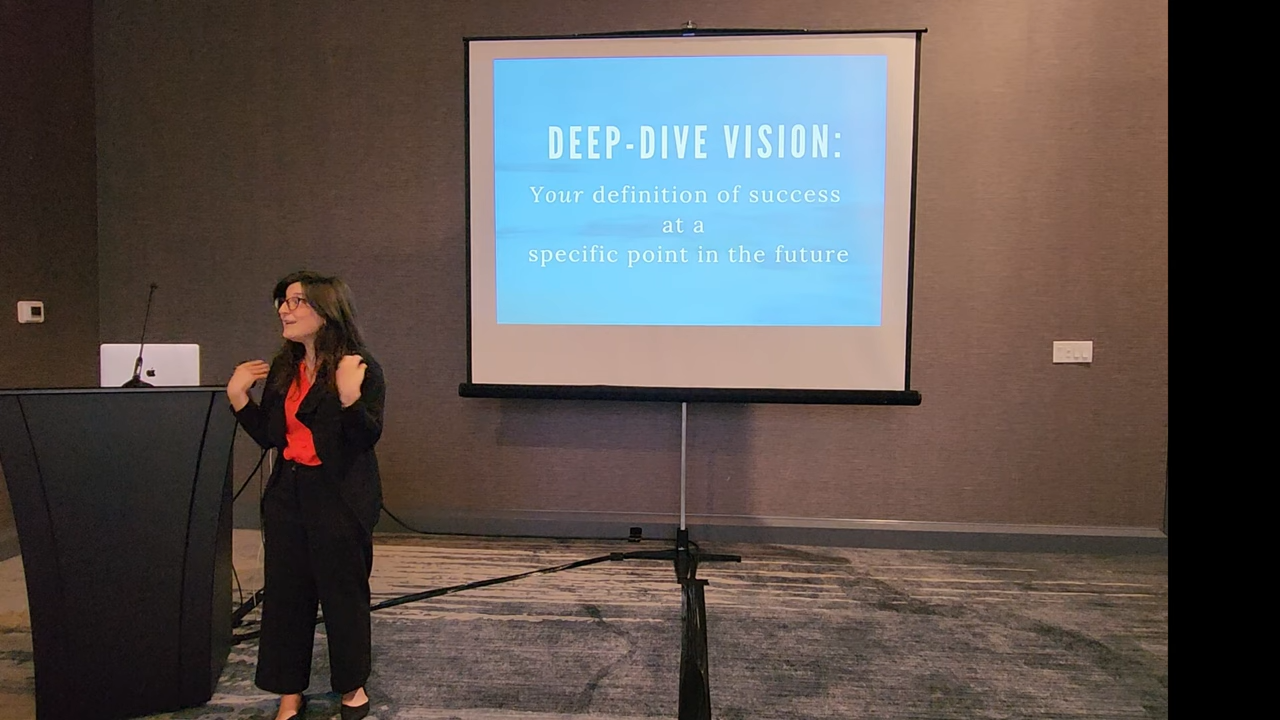 DEEP-DIVE VISION:
Your definition of success
at a
specific point in the future